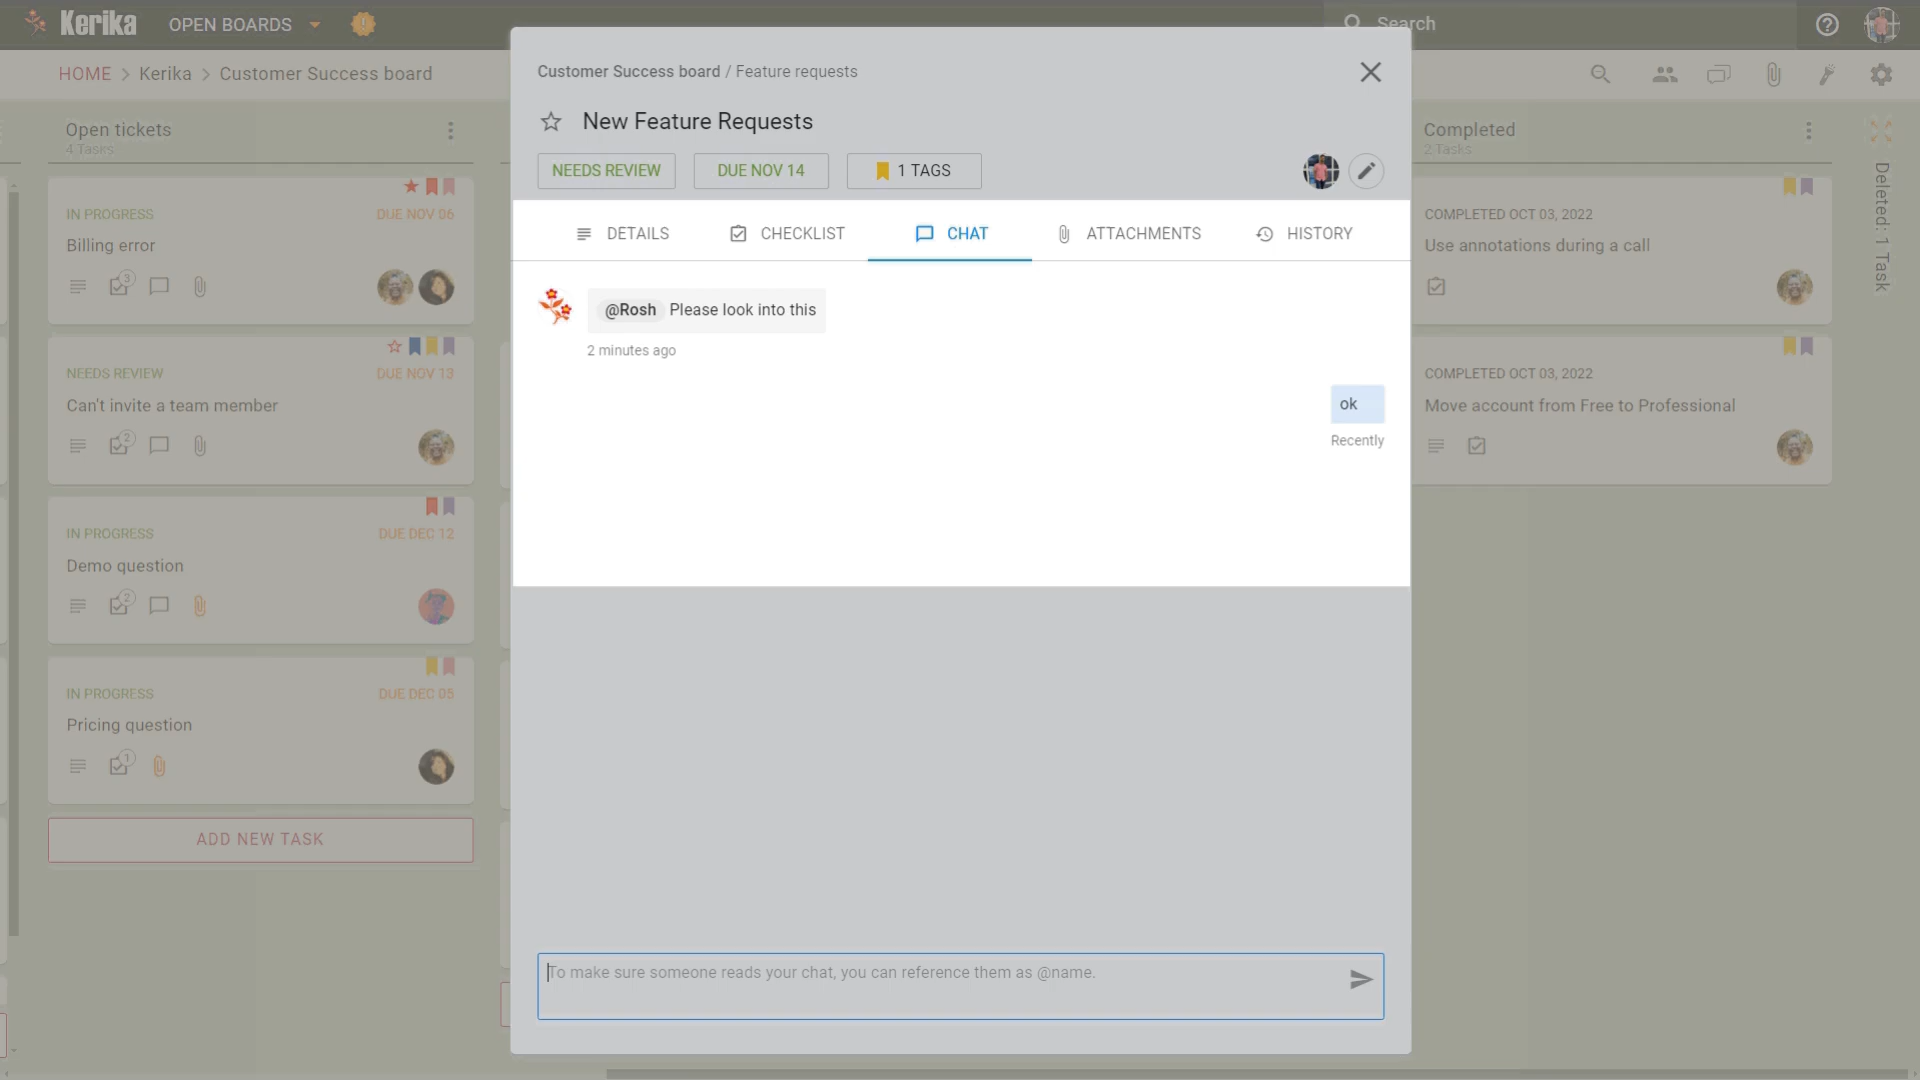 Kerika
OPEN BOARDS
Search
HOME > Kerika > Customer Success board
Open tickets
4 Tasks
IN PROGRESS
DUE NOV 06
Billing error
3
NEEDS REVIEW
DUE NOV 13
Can't invite a team member
2
IN PROGRESS
DUE DEC 12
Demo question
2
IN PROGRESS
DUE DEC 05
Pricing question
1
ADD NEW TASK
Customer Success board / Feature requests
New Feature Requests
NEEDS REVIEW
DUE NOV 14
1 TAGS
DETAILS
CHECKLIST
CHAT
ATTACHMENTS
HISTORY
@Rosh Please look into this
2 minutes ago
ok
Recently
To make sure someone reads your chat, you can reference them as @name.
Completed
2 Tasks
COMPLETED OCT 03, 2022
Use annotations during a call
COMPLETED OCT 03, 2022
Move account from Free to Professional
Deleted: 1 Task